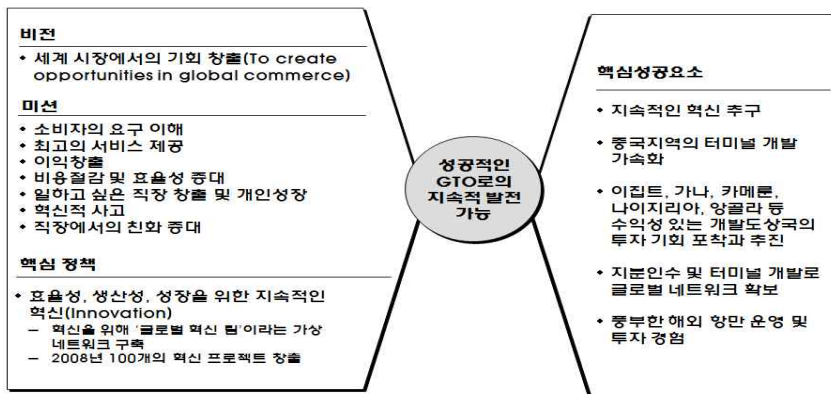 비전
• 세계 시장에서의 기회 창출(To create
opportunities in global commerce)
미션
• 소비자의 요구 이해
• 최고의 서비스 제공
• 이익창출
• 비용절감 및 효율성 증대
• 일하고 싶은 직장 창출 및 개인성장
• 혁신적 사고
• 직장에서의 친화 증대
핵심 정책
• 효율성, 생산성, 성장을 위한 지속적인
혁신(Innovation)
– 혁신을 위해 '글로벌 혁신 팀'이라는 가상
네트워크 구축
– 2008년 100개의 혁신 프로젝트 창출
성공적인
GTO로의
지속적 발전
가능
핵심성공요소
• 지속적인 혁신 추구
• 중국지역의 터미널 개발
가속화
• 이집트, 가나, 카메룬,
나이지리아, 앙골라 등
수익성 있는 개발도상국의
투자 기회 포착과 추진
• 지분인수 및 터미널 개발로
글로벌 네트워크 확보
• 풍부한 해외 항만 운영 및
투자 경험